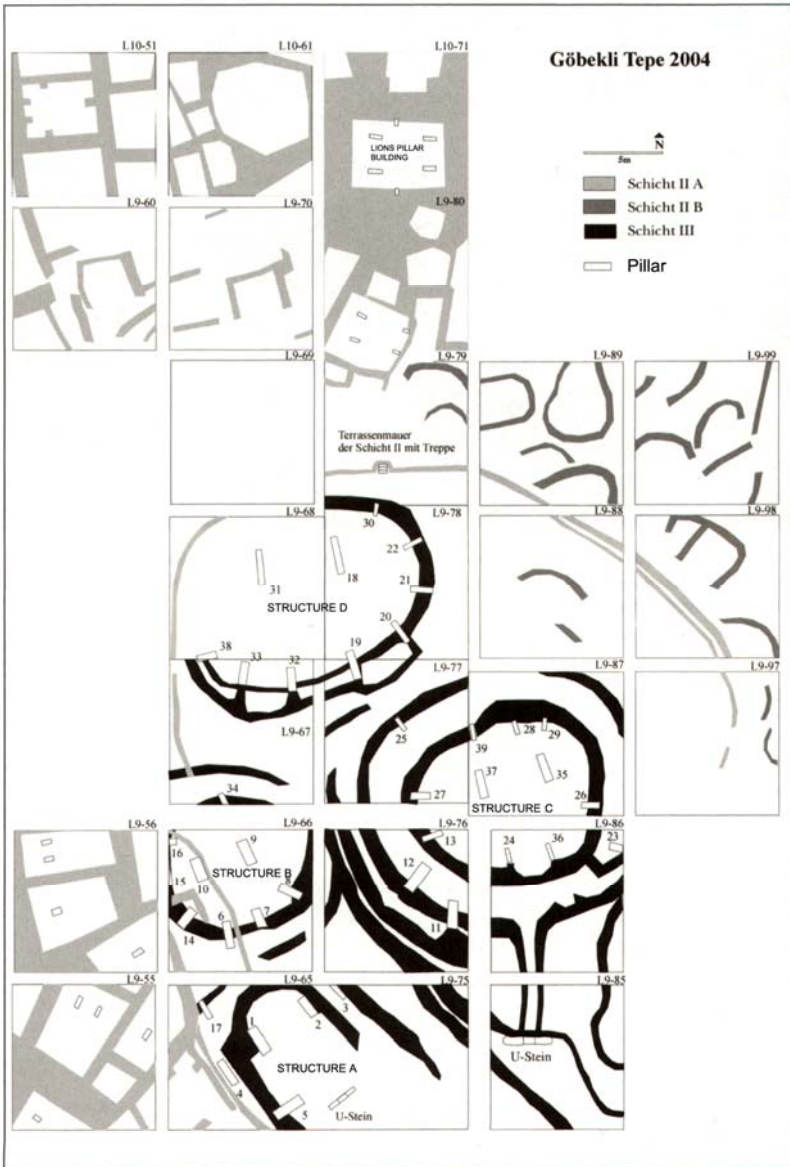 Göbekli Tepe 2004
N
5m
Schicht II A
Schicht II B
Schicht III
Pillar
L10-51
L10-61
L10-71
LIONS PILLAR
BUILDING
L9-60
L9-70
L9-80
L9-69
L9-79
L9-89
L9-99
Terrassenmauer
der Schicht II mit Treppe
L9-68
L9-78
L9-88
L9-98
30
22
18
31
21
STRUCTURE D
20
19
38
33
32
L9-77
L9-87
L9-97
L9-67
25
39
28
29
37
35
34
27
26
STRUCTURE C
L9-56
L9-66
L9-76
L9-86
16
9
13
24
36
23
STRUCTURE B
12
15
10
8
14
6
7
11
L9-55
L9-65
L9-75
L9-85
17
1
2
3
U-Stein
STRUCTURE A
4
5
U-Stein